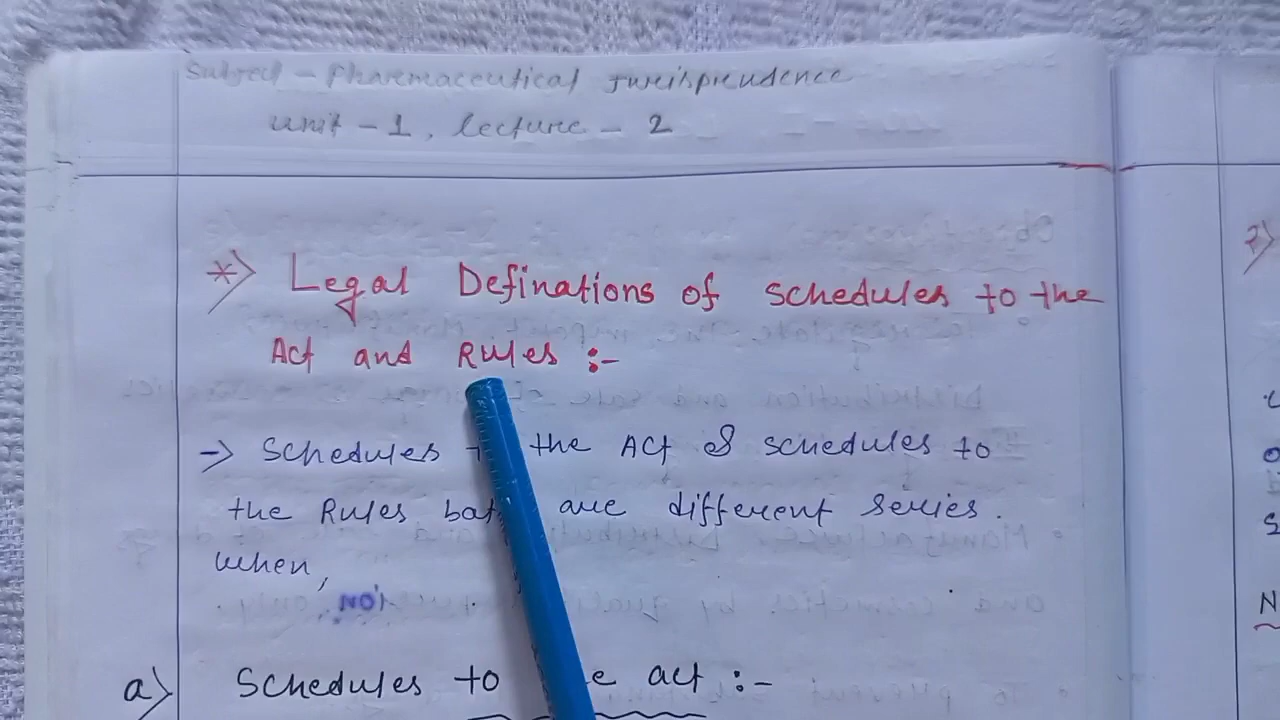 Subject - Pharmaceutical Jurisprudence
unit - 1, lecture - 2
*> Legal Definations of schedules to the
Act and Rules :-
-> Schedules the Act & schedules to
the Rules are different series.
when,
a) Schedules to act :-